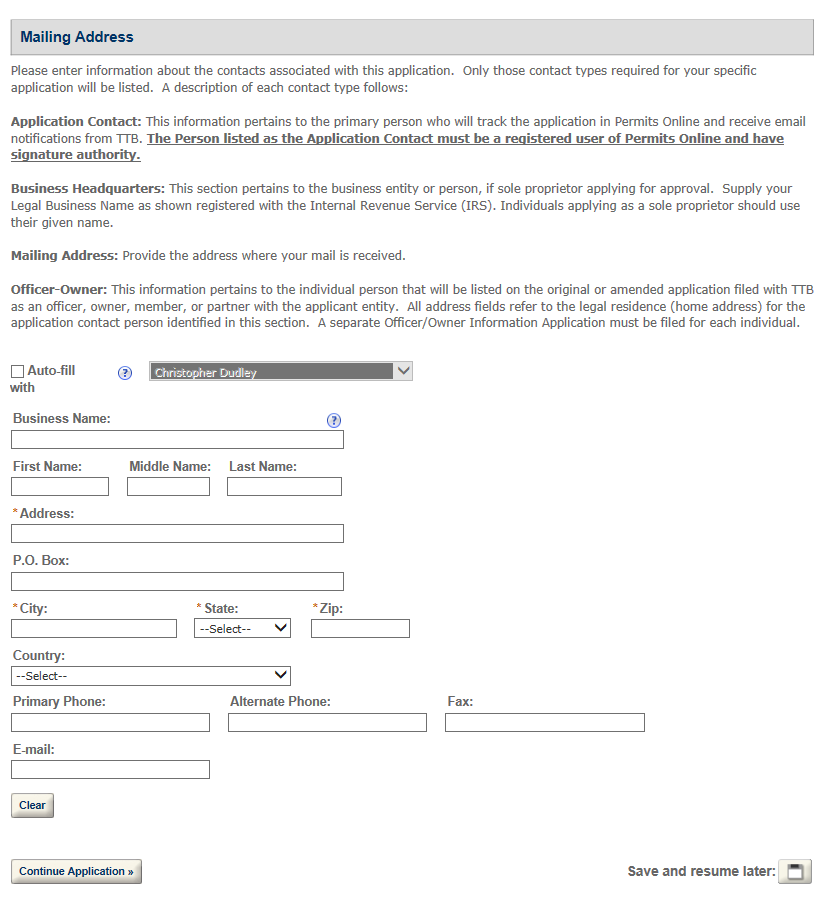 Mailing Address
Please enter information about the contacts associated with this application.  Only those contact types required for your specific
application will be listed.  A description of each contact type follows:
Application Contact: This information pertains to the primary person who will track the application in Permits Online and receive email
notifications from TTB. The Person listed as the Application Contact must be a registered user of Permits Online and have
signature authority.
Business Headquarters: This section pertains to the business entity or person, if sole proprietor applying for approval.  Supply your
Legal Business Name as shown registered with the Internal Revenue Service (IRS). Individuals applying as a sole proprietor should use
their given name.
Mailing Address: Provide the address where your mail is received.
Officer-Owner: This information pertains to the individual person that will be listed on the original or amended application filed with TTB
as an officer, owner, member, or partner with the applicant entity.  All address fields refer to the legal residence (home address) for the
application contact person identified in this section.  A separate Officer/Owner Information Application must be filed for each individual.
Auto-fill ? Christopher Dudley
with
Business Name: ?
First Name: Middle Name: Last Name:
* Address:
P.O. Box:
* City: * State: * Zip:
--Select--
Country:
--Select--
Primary Phone: Alternate Phone: Fax:
E-mail:
Clear
Continue Application » Save and resume later: